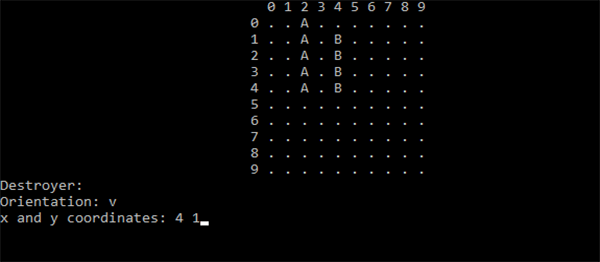 0 1 2 3 4 5 6 7 8 9
0 . . A . . . . . . .
1 . . A . B . . . . .
2 . . A . B . . . . .
3 . . A . B . . . . .
4 . . A . B . . . . .
5 . . . . . . . . . .
6 . . . . . . . . . .
7 . . . . . . . . . .
8 . . . . . . . . . .
9 . . . . . . . . . .
Destroyer:
Orientation: v
x and y coordinates: 4 1